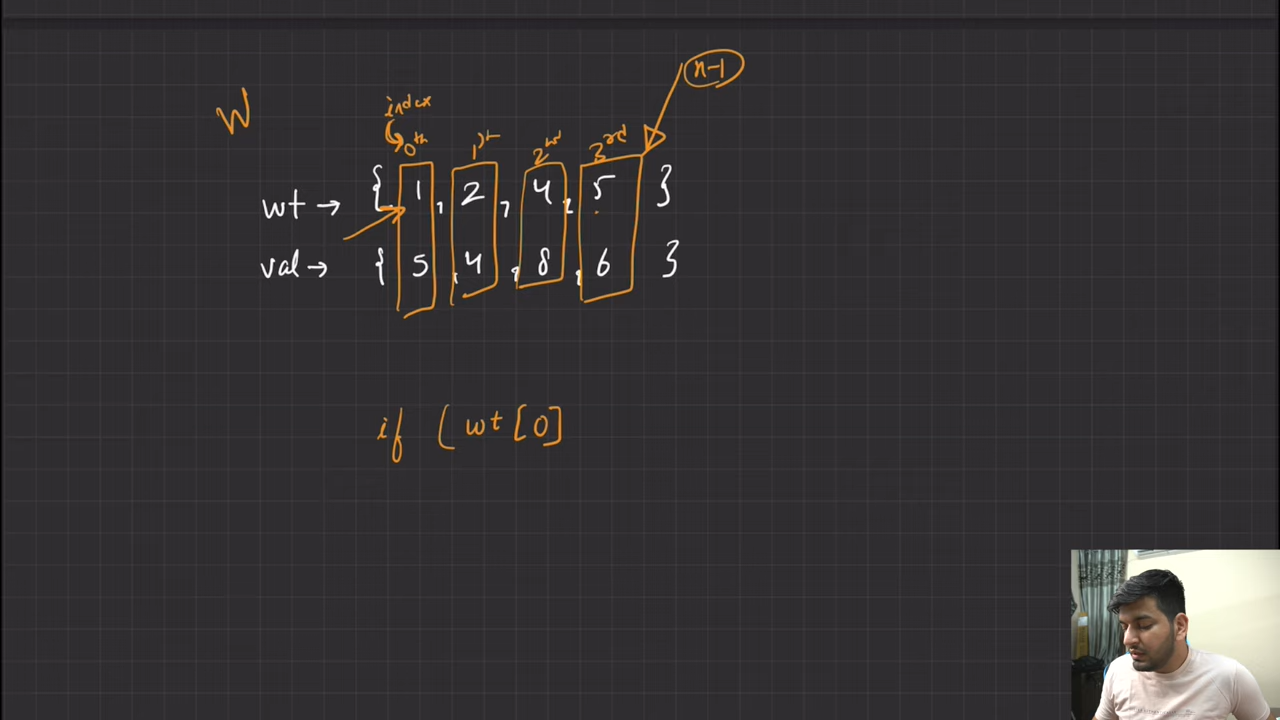 n-1
W
index
0th 1st 2nd 3rd
wt → { 1, 2, 4, 5 }
val → { 5, 4, 8, 6 }
if ( wt [0]